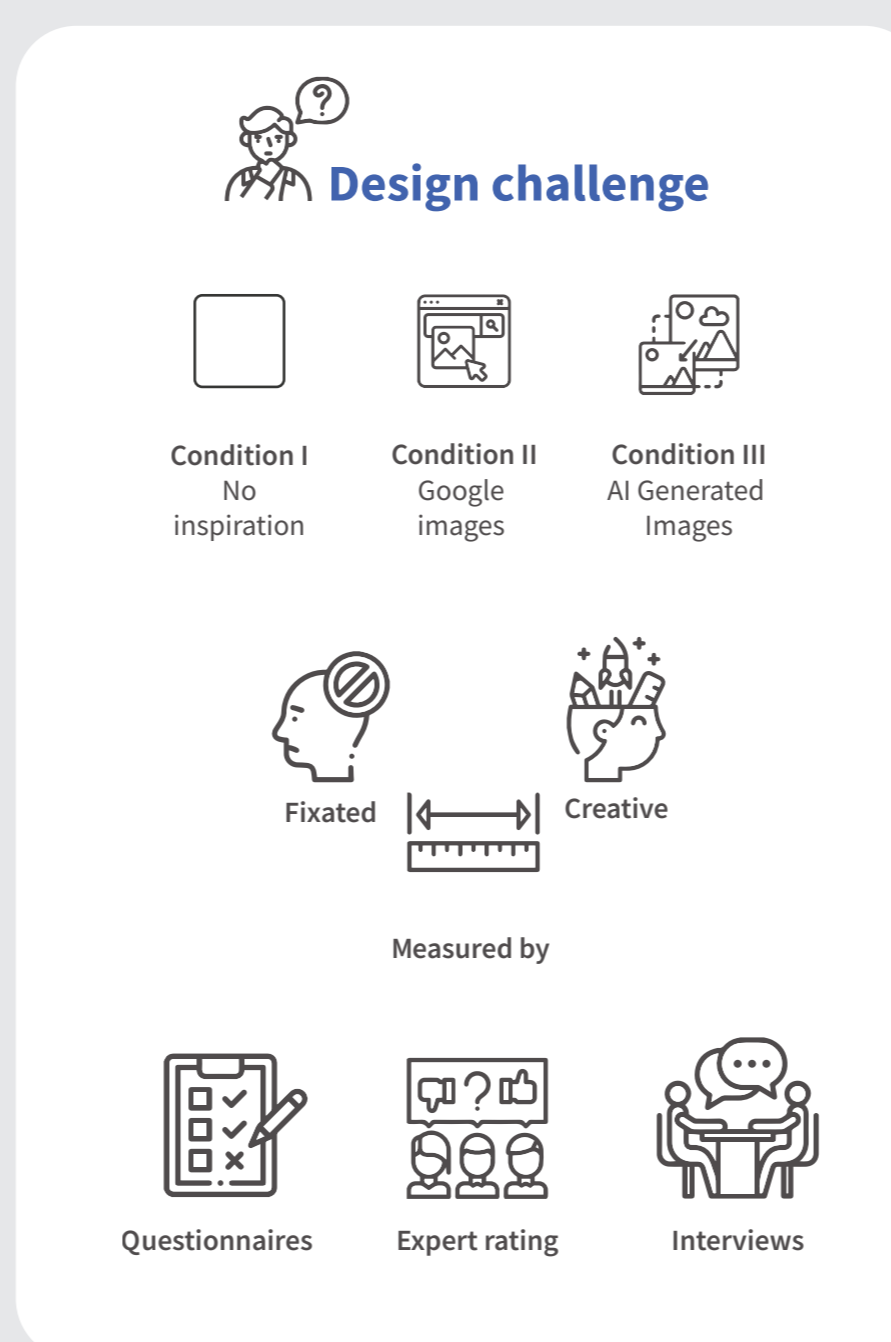 ?
Design challenge
Condition I
No
inspiration
Condition II
Google
images
Condition III
AI Generated
Images
Fixated
Creative
Measured by
?
Questionnaires
Expert rating
Interviews